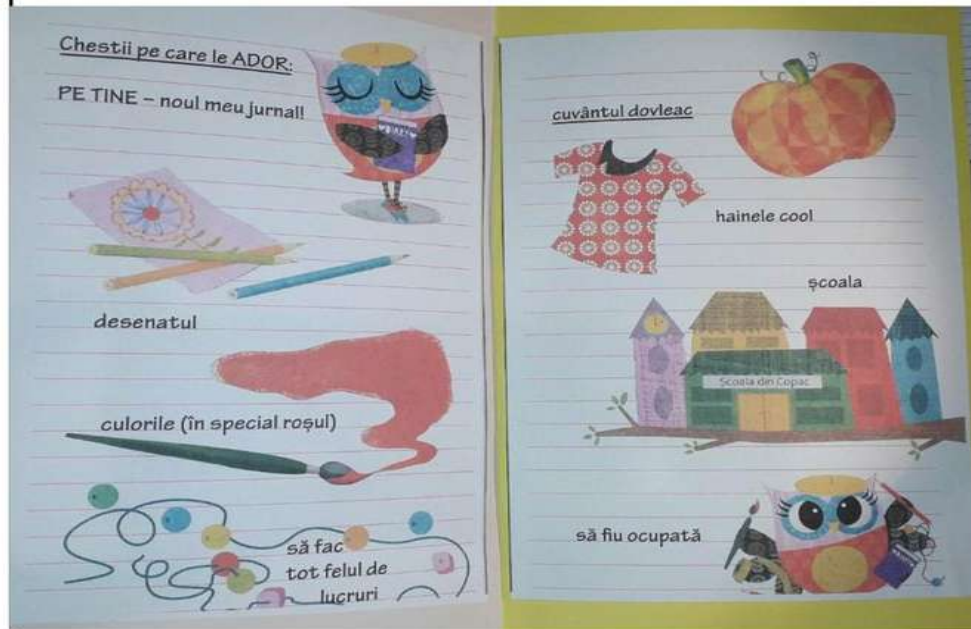 Chestii pe care le ADOR:
PE TINE – noul meu jurnal!
DIARY
desenatul
culorile (în special roșul)
să fac
tot felul de
lucruri
cuvântul dovleac
hainele cool
școala
Școala din Copac
să fiu ocupată